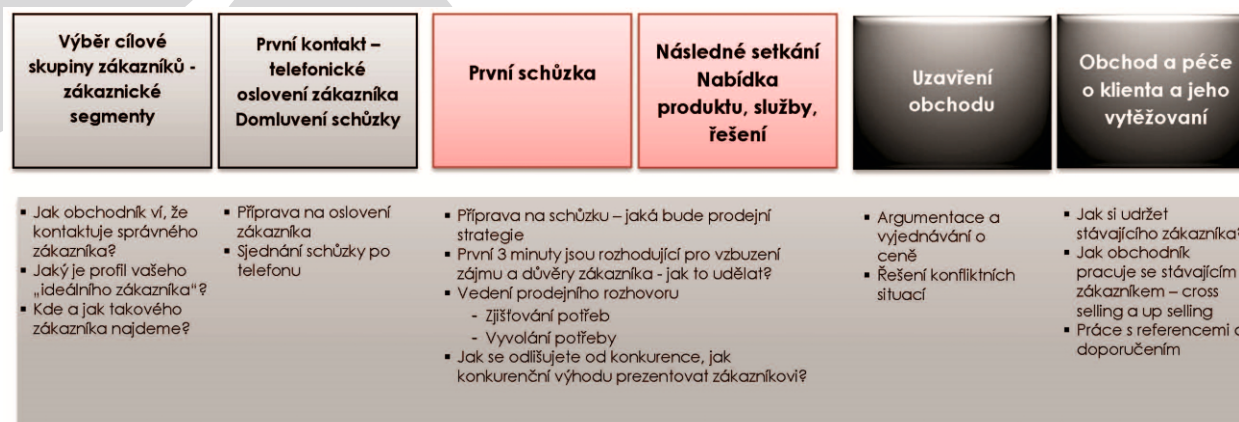 Výběr cílové
skupiny zákazníků -
zákaznické
segmenty
První kontakt –
telefonické
oslovení zákazníka
Domluvení schůzky
První schůzka
Následné setkání
Nabídka
produktu, služby,
řešení
Uzavření
obchodu
Obchod a péče
o klienta a jeho
vytěžovaní
▪ Jak obchodník ví, že
kontaktuje správného
zákazníka?
▪ Jaký je profil vašeho
„ideálního zákazníka“?
▪ Kde a jak takového
zákazníka najdeme?
▪ Příprava na oslovení
zákazníka
▪ Sjednání schůzky po
telefonu
▪ Příprava na schůzku – jaká bude prodejní
strategie
▪ První 3 minuty jsou rozhodující pro vzbuzení
zájmu a důvěry zákazníka - jak to udělat?
▪ Vedení prodejního rozhovoru
- Zjišťování potřeb
- Vyvolání potřeby
▪ Jak se odlišujete od konkurence, jak
konkurenční výhodu prezentovat zákazníkovi?
▪ Argumentace a
vyjednávání o
ceně
▪ Řešení konfliktních
situací
▪ Jak si udržet
stávajícího zákazníka?
▪ Jak obchodník
pracuje se stávajícím
zákazníkem – cross
selling a up selling
▪ Práce s referencemi a
doporučením